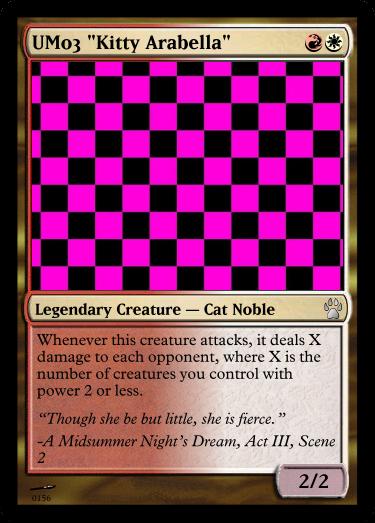 UM03 "Kitty Arabella"
Legendary Creature — Cat Noble
Whenever this creature attacks, it deals X
damage to each opponent, where X is the
number of creatures you control with
power 2 or less.
“Though she be but little, she is fierce.”
-A Midsummer Night's Dream, Act III, Scene
2
2/2
0156